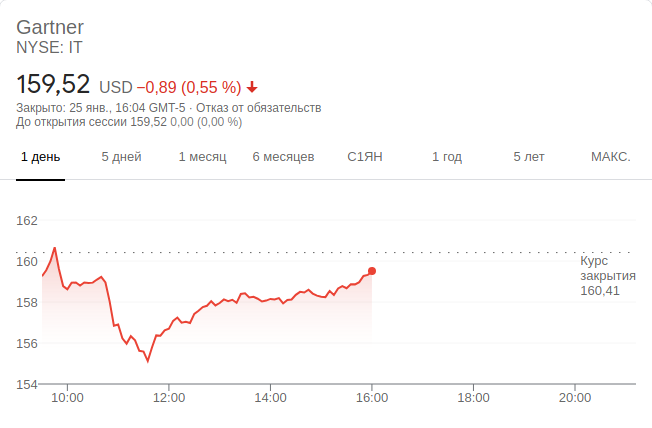 Gartner
NYSE: IT
159,52 USD −0,89 (0,55 %)
Закрыто: 25 янв., 16:04 GMT-5 · Отказ от обязательств
До открытия сессии 159,52 0,00 (0,00 %)
1 день 5 дней 1 месяц 6 месяцев С1ЯН 1 год 5 лет МАКС.
162
160
158
156
154
Курс
закрытия
160,41
10:00 12:00 14:00 16:00 18:00 20:00